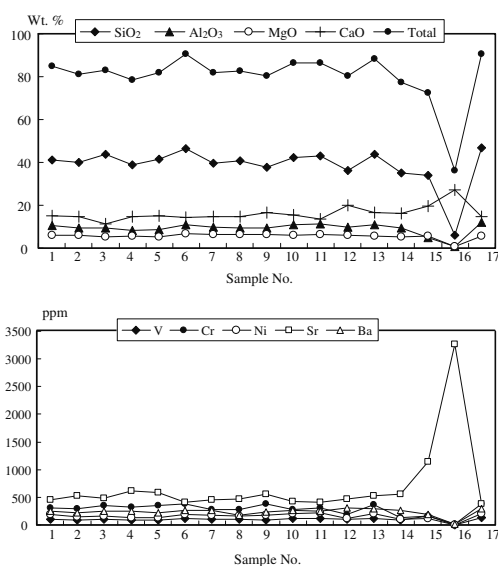 Wt. %
SiO₂ Al₂O₃ MgO CaO Total
100
80
60
40
20
0
1 2 3 4 5 6 7 8 9 10 11 12 13 14 15 16 17
Sample No.
ppm
V Cr Ni Sr Ba
3500
3000
2500
2000
1500
1000
500
0
1 2 3 4 5 6 7 8 9 10 11 12 13 14 15 16 17
Sample No.